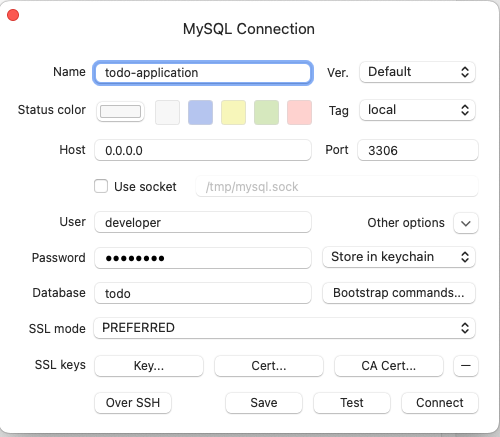 MySQL Connection
Name todo-application Ver. Default
Status color Tag local
Host 0.0.0.0 Port 3306
Use socket /tmp/mysql.sock
User developer Other options
Password ●●●●●●●● Store in keychain
Database todo Bootstrap commands...
SSL mode PREFERRED
SSL keys Key... Cert... CA Cert... —
Over SSH Save Test Connect